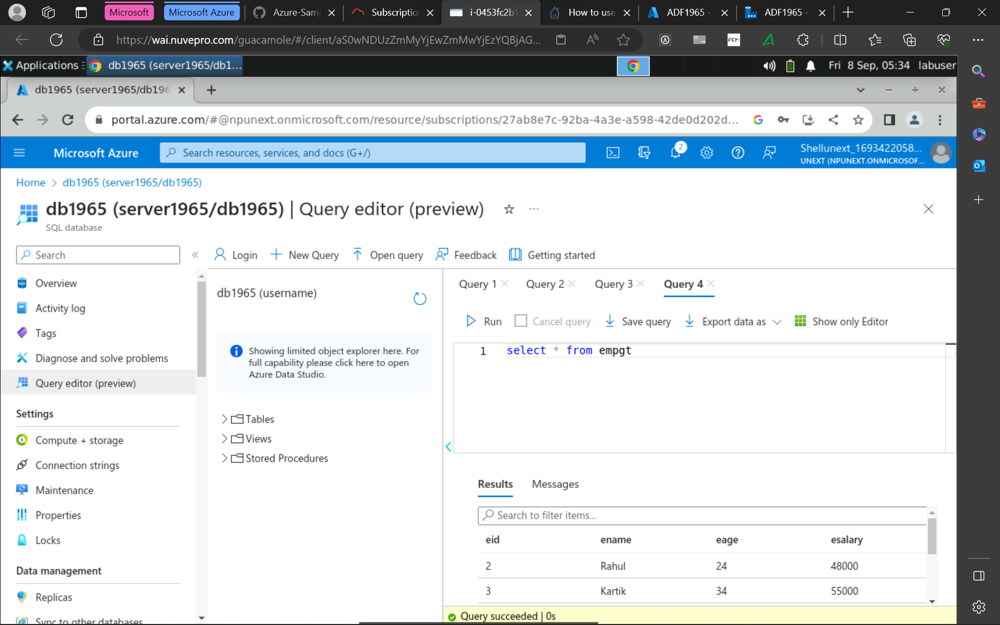 Microsoft
Microsoft Azure
Azure-Sam
Subscriptio
i-0453fc2b1
How to use
ADF1965 -
ADF1965 -
https://wai.nuvepro.com/guacamole/#/client/aS0wNDUzZmMyYjEwZmMwYjEzYQBjAG...
Applications
db1965 (server1965/db1...
Fri 8 Sep, 05:34 labuser
db1965 (server1965/db196
portal.azure.com/#@npunext.onmicrosoft.com/resource/subscriptions/27ab8e7c-92ba-4a3e-a598-42de0d202d...
Microsoft Azure
Search resources, services, and docs (G+/)
2
Shellunext_1693422058...
UNEXT (NPUNEXT.ONMICROSOF...
Home > db1965 (server1965/db1965)
db1965 (server1965/db1965) | Query editor (preview)
SQL database
Search
Login
New Query
Open query
Feedback
Getting started
Overview
Activity log
Tags
Diagnose and solve problems
Query editor (preview)
Settings
Compute + storage
Connection strings
Maintenance
Properties
Locks
Data management
Replicas
Sync to other databases
db1965 (username)
Showing limited object explorer here. For
full capability please click here to open
Azure Data Studio.
Tables
Views
Stored Procedures
Query 1
Query 2
Query 3
Query 4
Run
Cancel query
Save query
Export data as
Show only Editor
1 select * from empgt
Results
Messages
Search to filter items...
eid ename eage esalary
2 Rahul 24 48000
3 Kartik 34 55000
Query succeeded | 0s